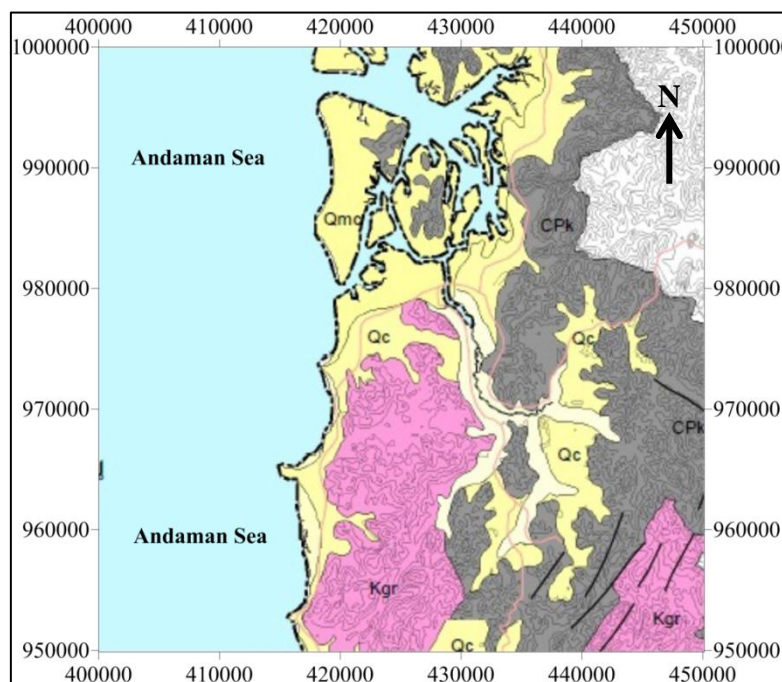 400000 410000 420000 430000 440000 450000
1000000 1000000
N
Andaman Sea
990000 990000
Qmc
CPk
980000 980000
Qc
Qc
970000 970000
CPk
Qc
960000 960000
Andaman Sea
Kgr
Kgr
Qc
950000 950000
400000 410000 420000 430000 440000 450000